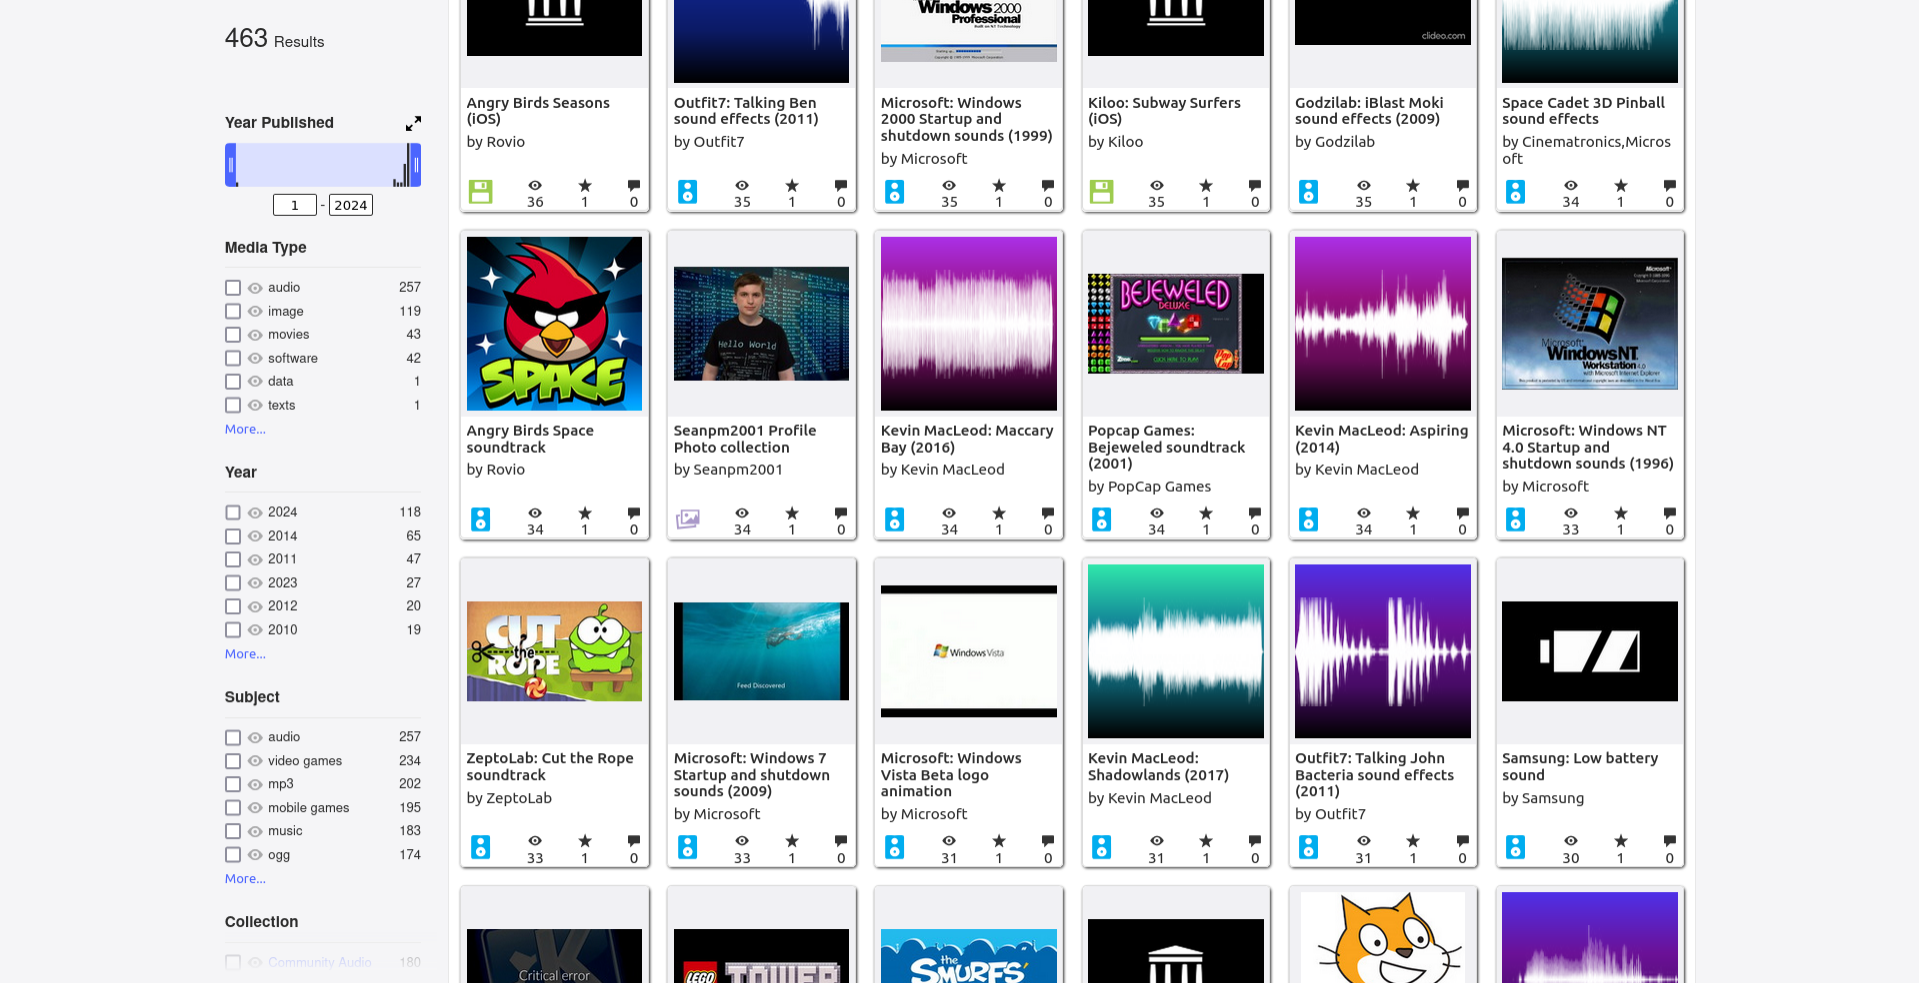 463 Results
Year Published
1 - 2024
Media Type
audio 257
image 119
movies 43
software 42
data 1
texts 1
More...
Year
2024 118
2014 65
2011 47
2023 27
2012 20
2010 19
More...
Subject
audio 257
video games 234
mp3 202
mobile games 195
music 183
ogg 174
More...
Collection
Community Audio 180
Windows 2000
Professional
Built on NT Technology
clideo.com
Angry Birds Seasons
(iOS)
by Rovio
36 1 0
Outfit7: Talking Ben
sound effects (2011)
by Outfit7
35 1 0
Microsoft: Windows
2000 Startup and
shutdown sounds (1999)
by Microsoft
35 1 0
Kiloo: Subway Surfers
(iOS)
by Kiloo
35 1 0
Godzilab: iBlast Moki
sound effects (2009)
by Godzilab
35 1 0
Space Cadet 3D Pinball
sound effects
by Cinematronics,Micros
oft
34 1 0
SPACE
Angry Birds Space
soundtrack
by Rovio
34 1 0
Hello World
Seanpm2001 Profile
Photo collection
by Seanpm2001
34 1 0
Kevin MacLeod: Maccary
Bay (2016)
by Kevin MacLeod
34 1 0
BEJEWELED
DELUXE
Popcap Games:
Bejeweled soundtrack
(2001)
by PopCap Games
34 1 0
Kevin MacLeod: Aspiring
(2014)
by Kevin MacLeod
34 1 0
Microsoft
Microsoft
Windows NT
Workstation 4.0
with Microsoft Internet Explorer
Microsoft: Windows NT
4.0 Startup and
shutdown sounds (1996)
by Microsoft
33 1 0
CUT
the
ROPE
ZeptoLab: Cut the Rope
soundtrack
by ZeptoLab
33 1 0
Feed Discovered
Microsoft: Windows 7
Startup and shutdown
sounds (2009)
by Microsoft
33 1 0
Windows Vista
Microsoft: Windows
Vista Beta logo
animation
by Microsoft
31 1 0
Kevin MacLeod:
Shadowlands (2017)
by Kevin MacLeod
31 1 0
Outfit7: Talking John
Bacteria sound effects
(2011)
by Outfit7
31 1 0
Samsung: Low battery
sound
by Samsung
30 1 0
Critical error
LEGO TOWER
the
SMURFS'